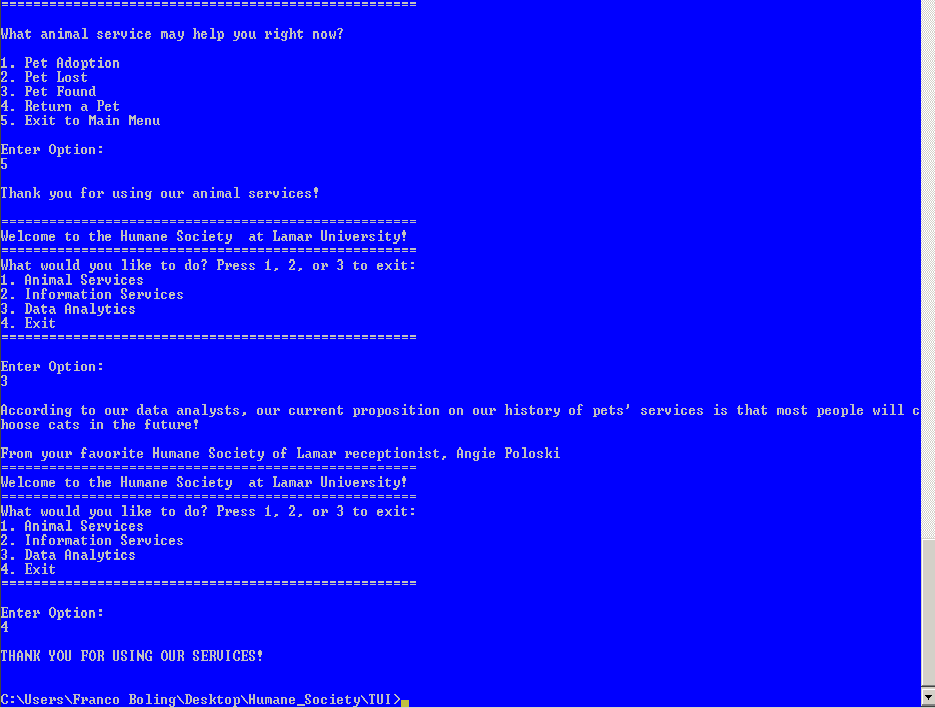 ====================================================
What animal service may help you right now?
1. Pet Adoption
2. Pet Lost
3. Pet Found
4. Return a Pet
5. Exit to Main Menu
Enter Option:
5
Thank you for using our animal services!
====================================================
Welcome to the Humane Society  at Lamar University!
====================================================
What would you like to do? Press 1, 2, or 3 to exit:
1. Animal Services
2. Information Services
3. Data Analytics
4. Exit
====================================================
Enter Option:
3
According to our data analysts, our current proposition on our history of pets' services is that most people will c
hoose cats in the future!
From your favorite Humane Society of Lamar receptionist, Angie Poloski
====================================================
Welcome to the Humane Society  at Lamar University!
====================================================
What would you like to do? Press 1, 2, or 3 to exit:
1. Animal Services
2. Information Services
3. Data Analytics
4. Exit
====================================================
Enter Option:
4
THANK YOU FOR USING OUR SERVICES!
C:\Users\Franco Boling\Desktop\Humane_Society\TUI>